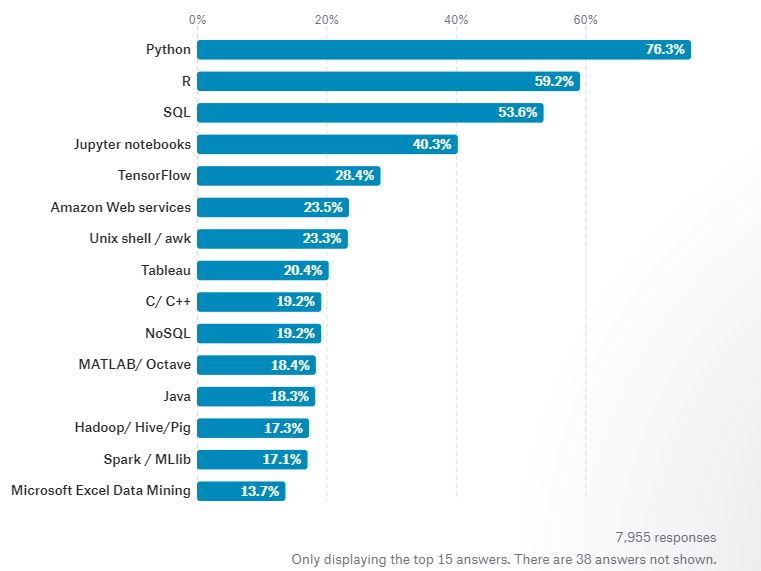 0% 20% 40% 60%
Python 76.3%
R 59.2%
SQL 53.6%
Jupyter notebooks 40.3%
TensorFlow 28.4%
Amazon Web services 23.5%
Unix shell / awk 23.3%
Tableau 20.4%
C/ C++ 19.2%
NoSQL 19.2%
MATLAB/ Octave 18.4%
Java 18.3%
Hadoop/ Hive/Pig 17.3%
Spark / MLlib 17.1%
Microsoft Excel Data Mining 13.7%
7,955 responses
Only displaying the top 15 answers. There are 38 answers not shown.